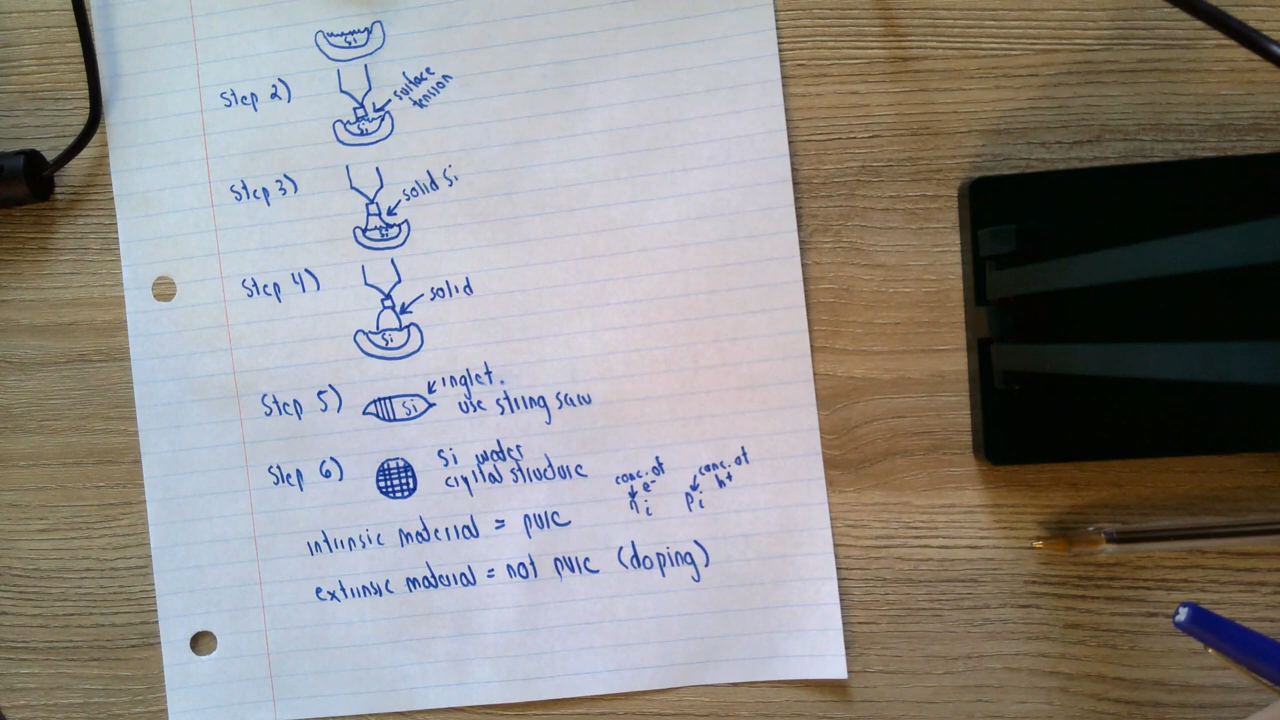 Si
Step 2)
surface tension
Si
Step 3)
solid Si
Si
Step 4)
solid
Si
Step 5)
Si
inglet.
use string saw
Step 6)
Si wafer
crystal structure
intrinsic material = pure
conc. of
e-
ni
conc. of
h+
pi
extrinsic material = not pure (doping)